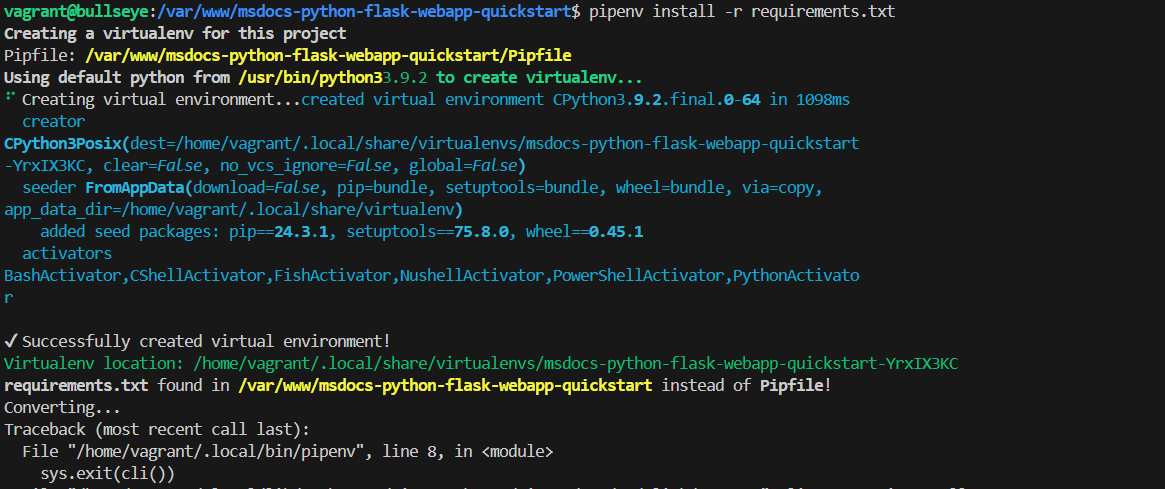 vagrant@bullseye:/var/www/msdocs-python-flask-webapp-quickstart$ pipenv install -r requirements.txt
Creating a virtualenv for this project
Pipfile: /var/www/msdocs-python-flask-webapp-quickstart/Pipfile
Using default python from /usr/bin/python33.9.2 to create virtualenv...
⠋ Creating virtual environment...created virtual environment CPython3.9.2.final.0-64 in 1098ms
  creator
CPython3Posix(dest=/home/vagrant/.local/share/virtualenvs/msdocs-python-flask-webapp-quickstart
-YrxIX3KC, clear=False, no_vcs_ignore=False, global=False)
  seeder FromAppData(download=False, pip=bundle, setuptools=bundle, wheel=bundle, via=copy,
app_data_dir=/home/vagrant/.local/share/virtualenv)
    added seed packages: pip==24.3.1, setuptools==75.8.0, wheel==0.45.1
  activators
BashActivator,CShellActivator,FishActivator,NushellActivator,PowerShellActivator,PythonActivato
r
✔ Successfully created virtual environment!
Virtualenv location: /home/vagrant/.local/share/virtualenvs/msdocs-python-flask-webapp-quickstart-YrxIX3KC
requirements.txt found in /var/www/msdocs-python-flask-webapp-quickstart instead of Pipfile!
Converting...
Traceback (most recent call last):
  File "/home/vagrant/.local/bin/pipenv", line 8, in <module>
    sys.exit(cli())